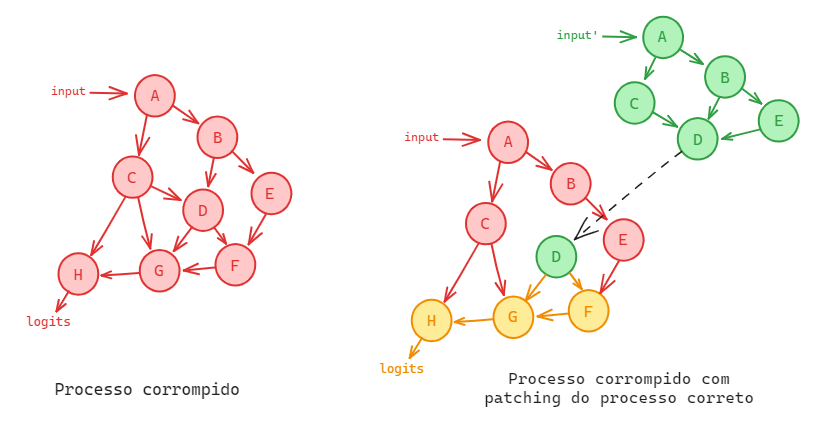 input
A
B
C
D
E
H
G
F
logits
Processo corrompido
input'
A
B
C
D
E
input
A
B
C
E
D
H
G
F
logits
Processo corrompido com
patching do processo correto